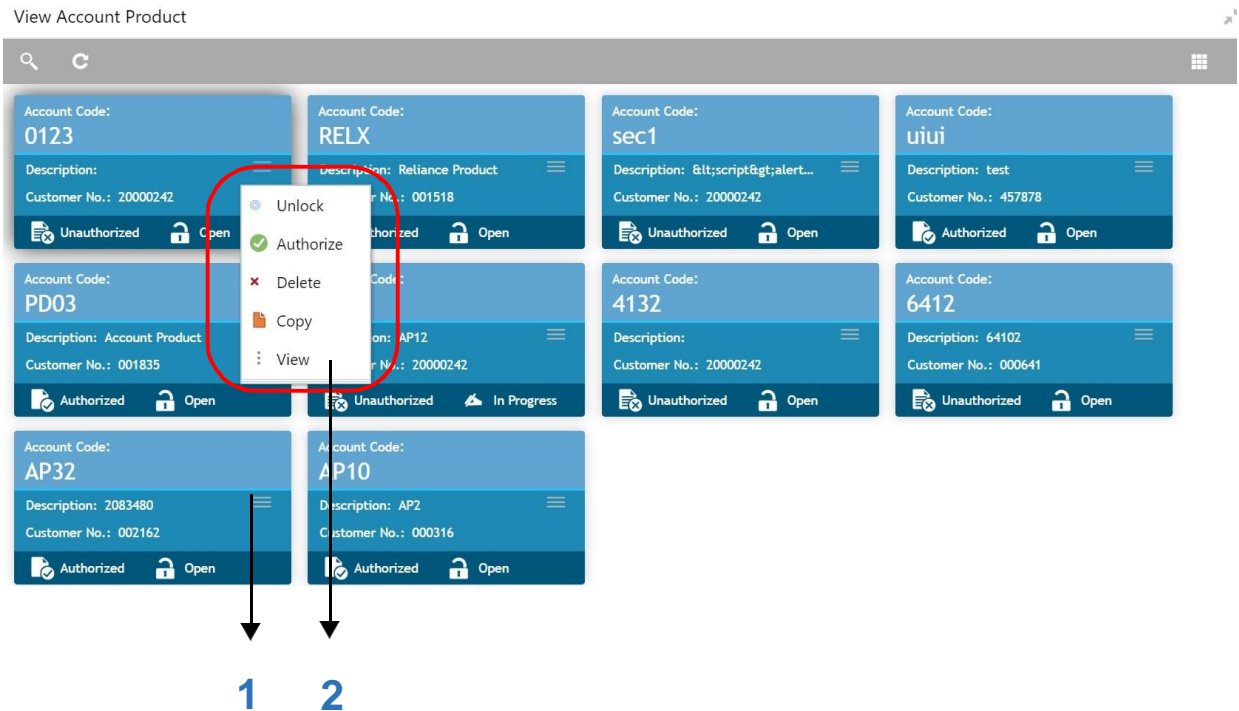 View Account Product
Account Code:
0123
Description:
Customer No.: 20000242
Unauthorized Open
Account Code:
RELX
Description: Reliance Product
No.: 001518
Open
Account Code:
sec1
Description: &lt;script&gt;alert...
Customer No.: 20000242
Unauthorized Open
Account Code:
uiui
Description: test
Customer No.: 457878
Authorized Open
Unlock
Authorize
Delete
Copy
View
Account Code:
PD03
Description: Account Product
Customer No.: 001835
Authorized Open
Code:
AP12
No.: 20000242
Unauthorized In Progress
Account Code:
4132
Description:
Customer No.: 20000242
Unauthorized Open
Account Code:
6412
Description: 64102
Customer No.: 000641
Unauthorized Open
Account Code:
AP32
Description: 2083480
Customer No.: 002162
Authorized Open
Account Code:
AP10
Description: AP2
Customer No.: 000316
Authorized Open
1 2